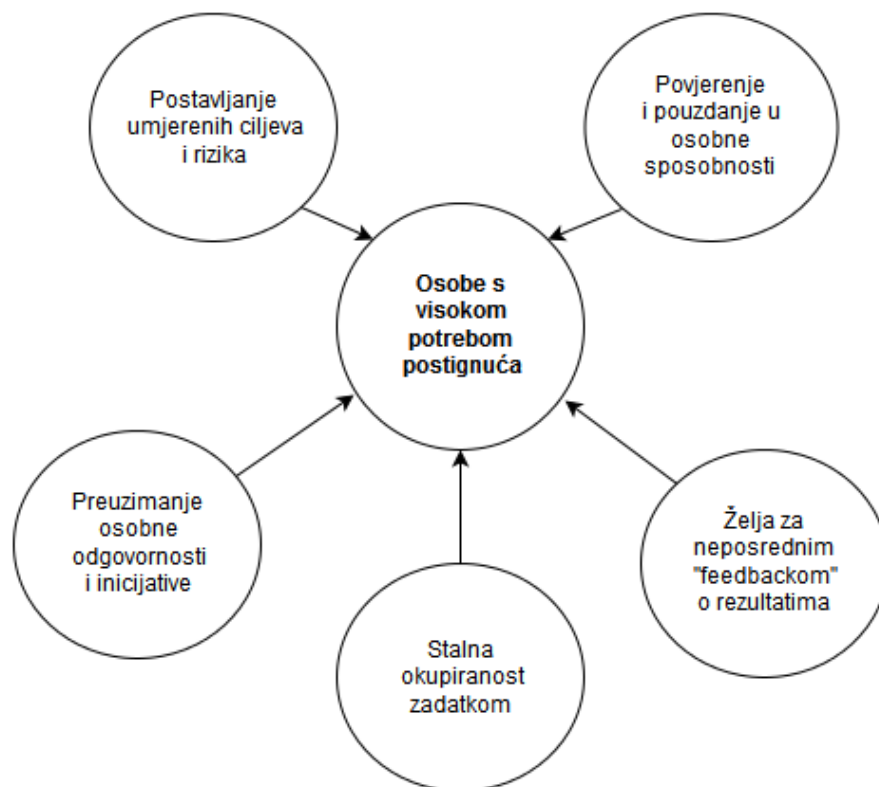 Postavljanje
umjerenih ciljeva
i rizika
Povjerenje
i pouzdanje u
osobne
sposobnosti
Osobe s
visokom
potrebom
postignuća
Preuzimanje
osobne
odgovornosti
i inicijative
Želja za
neposrednim
"feedbackom"
o rezultatima
Stalna
okupiranost
zadatkom